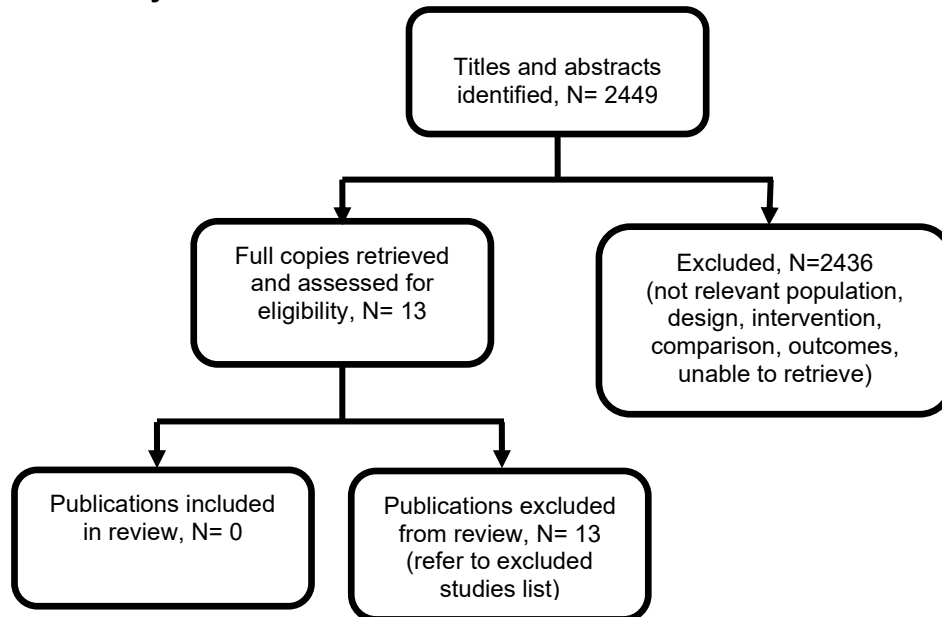 Titles and abstracts
identified, N= 2449
Full copies retrieved
and assessed for
eligibility, N= 13
Excluded, N=2436
(not relevant population,
design, intervention,
comparison, outcomes,
unable to retrieve)
Publications included
in review, N= 0
Publications excluded
from review, N= 13
(refer to excluded
studies list)